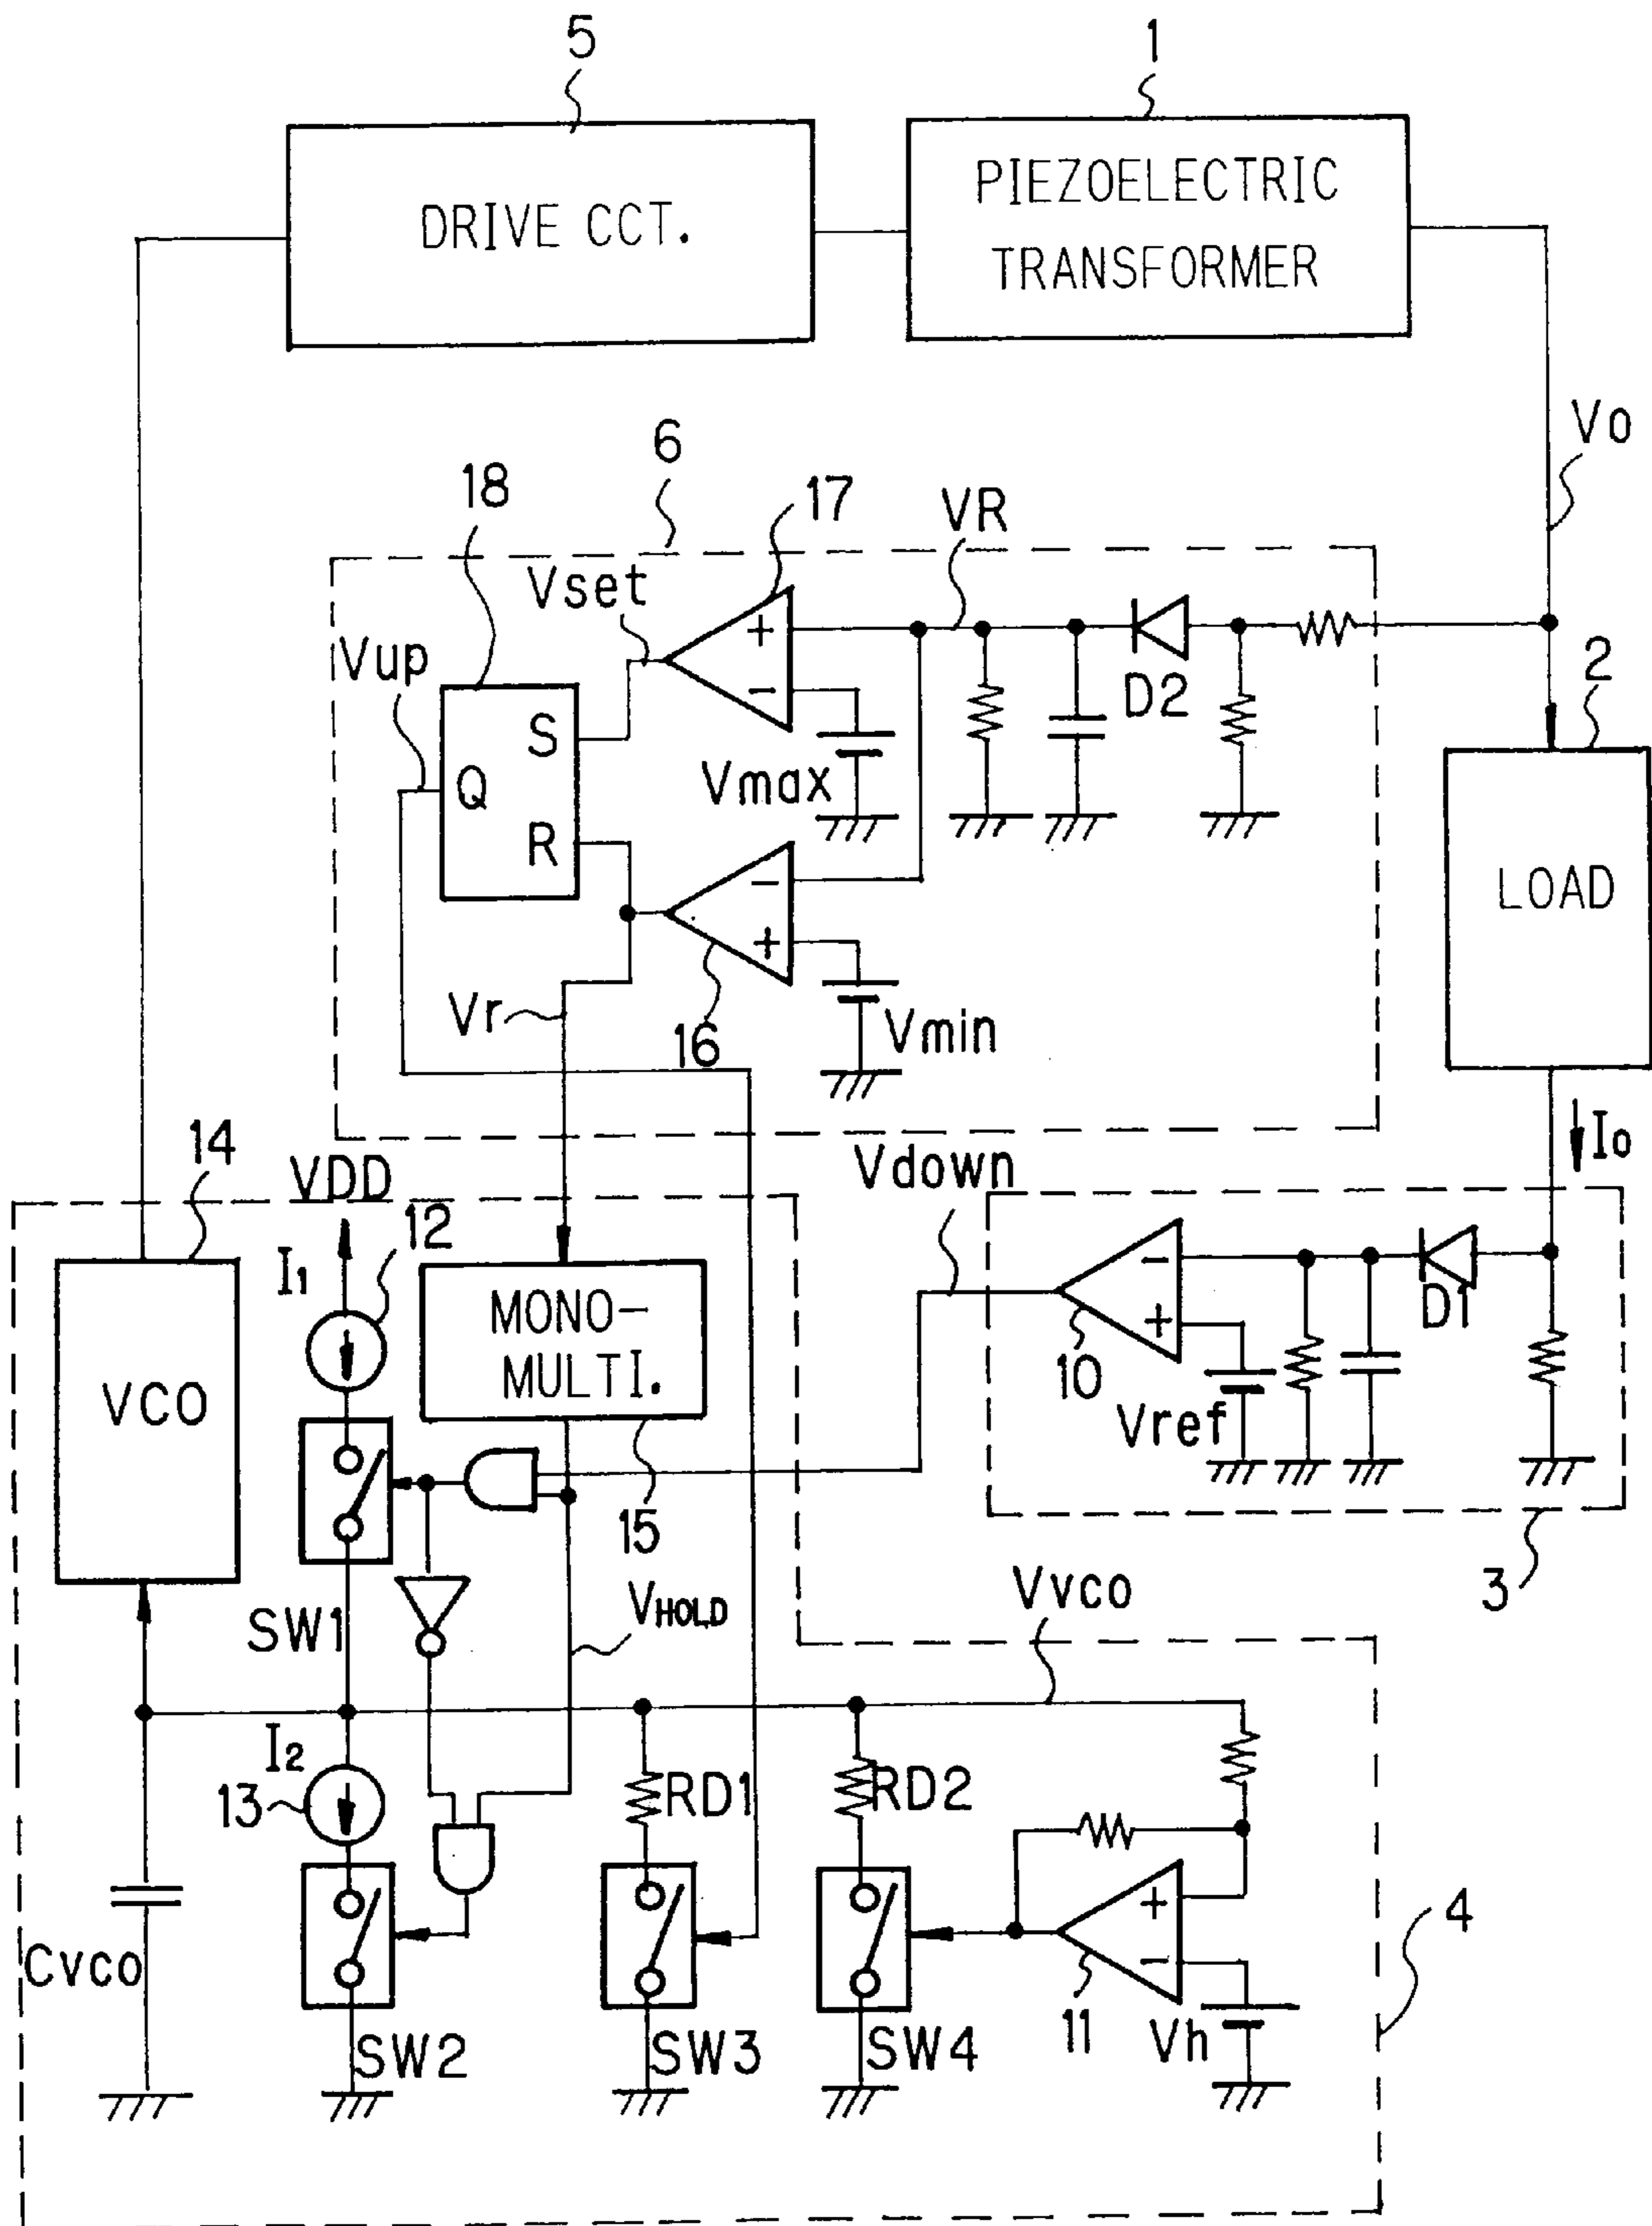 5
1
DRIVE CCT.
PIEZOELECTRIC
TRANSFORMER
Vo
6
18
17
VR
Vset
Vup
+
−
S
Q
R
D2
2
Vmax
LOAD
−
+
Vr
16
Vmin
Io
14
VDD
Vdown
12
I1
MONO-
MULTI.
−
+
D1
10
VCO
Vref
15
3
SW1
VHOLD
Vvco
I2
13
RD1
RD2
+
−
4
Cvco
SW2
SW3
SW4
11
Vh